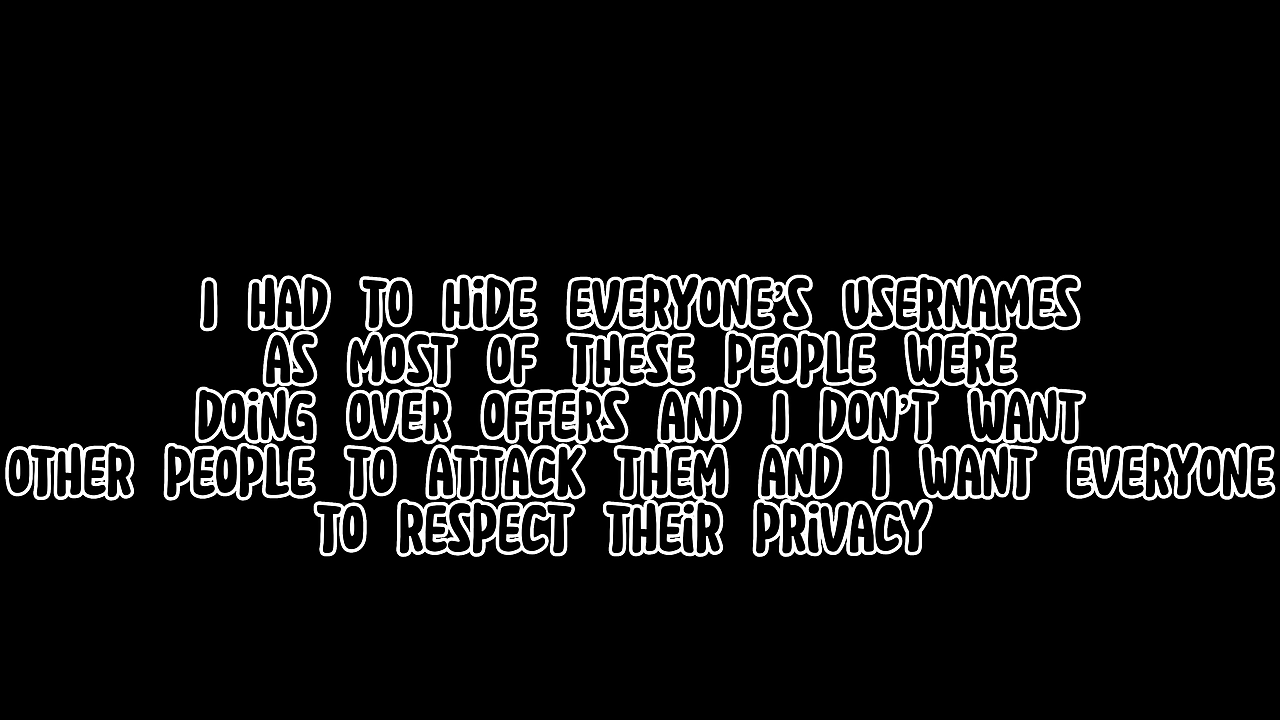 I HAD TO HiDE EVERYONE'S USERNAMES
AS MOST OF THESE PEOPLE WERE
DOiNG OVER OFFERS AND I DON'T WANT
OTHER PEOPLE TO ATTACK THEM AND I WANT EVERYONE
TO RESPECT THEiR PRiVACY